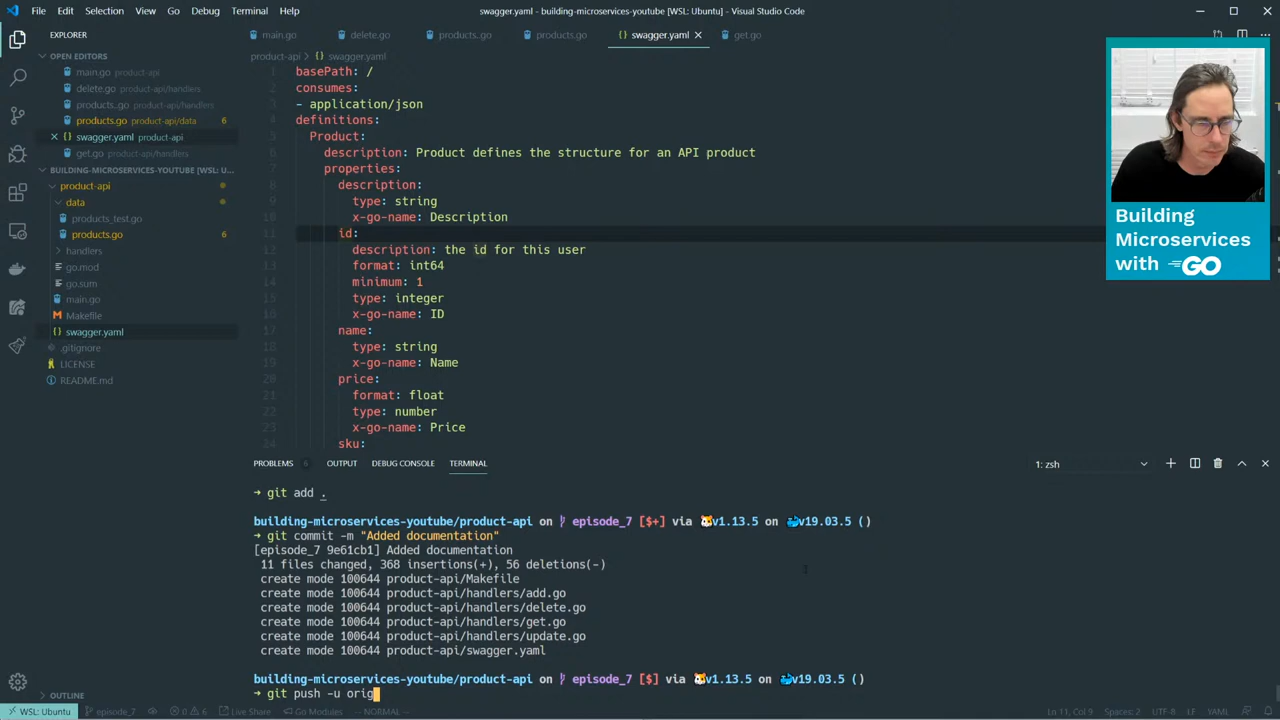 File Edit Selection View Go Debug Terminal Help
swagger.yaml - building-microservices-youtube [WSL: Ubuntu] - Visual Studio Code
EXPLORER
OPEN EDITORS
main.go product-api
delete.go product-api/handlers
products.go product-api/handlers
products.go product-api/data 6
swagger.yaml product-api
get.go product-api/handlers
BUILDING-MICROSERVICES-YOUTUBE [WSL: U...
product-api
data
products_test.go
products.go 6
handlers
go.mod
go.sum
main.go
Makefile
swagger.yaml
.gitignore
LICENSE
README.md
OUTLINE
main.go delete.go products.go products.go swagger.yaml get.go
product-api > swagger.yaml
1 basePath: /
2 consumes:
3 - application/json
4 definitions:
5 Product:
6 description: Product defines the structure for an API product
7 properties:
8 description:
9 type: string
10 x-go-name: Description
11 id:
12 description: the id for this user
13 format: int64
14 minimum: 1
15 type: integer
16 x-go-name: ID
17 name:
18 type: string
19 x-go-name: Name
20 price:
21 format: float
22 type: number
23 x-go-name: Price
24 sku:
Building
Microservices
with GO
PROBLEMS 6 OUTPUT DEBUG CONSOLE TERMINAL 1: zsh
→ git add .
building-microservices-youtube/product-api on episode_7 [$+] via v1.13.5 on v19.03.5 ()
→ git commit -m "Added documentation"
[episode_7 9e61cb1] Added documentation
11 files changed, 368 insertions(+), 56 deletions(-)
create mode 100644 product-api/Makefile
create mode 100644 product-api/handlers/add.go
create mode 100644 product-api/handlers/delete.go
create mode 100644 product-api/handlers/get.go
create mode 100644 product-api/handlers/update.go
create mode 100644 product-api/swagger.yaml
building-microservices-youtube/product-api on episode_7 [$] via v1.13.5 on v19.03.5 ()
→ git push -u orig
WSL: Ubuntu episode_7 0 6 Live Share Go Modules --NORMAL-- Ln 11, Col 9 Spaces: 2 UTF-8 LF YAML